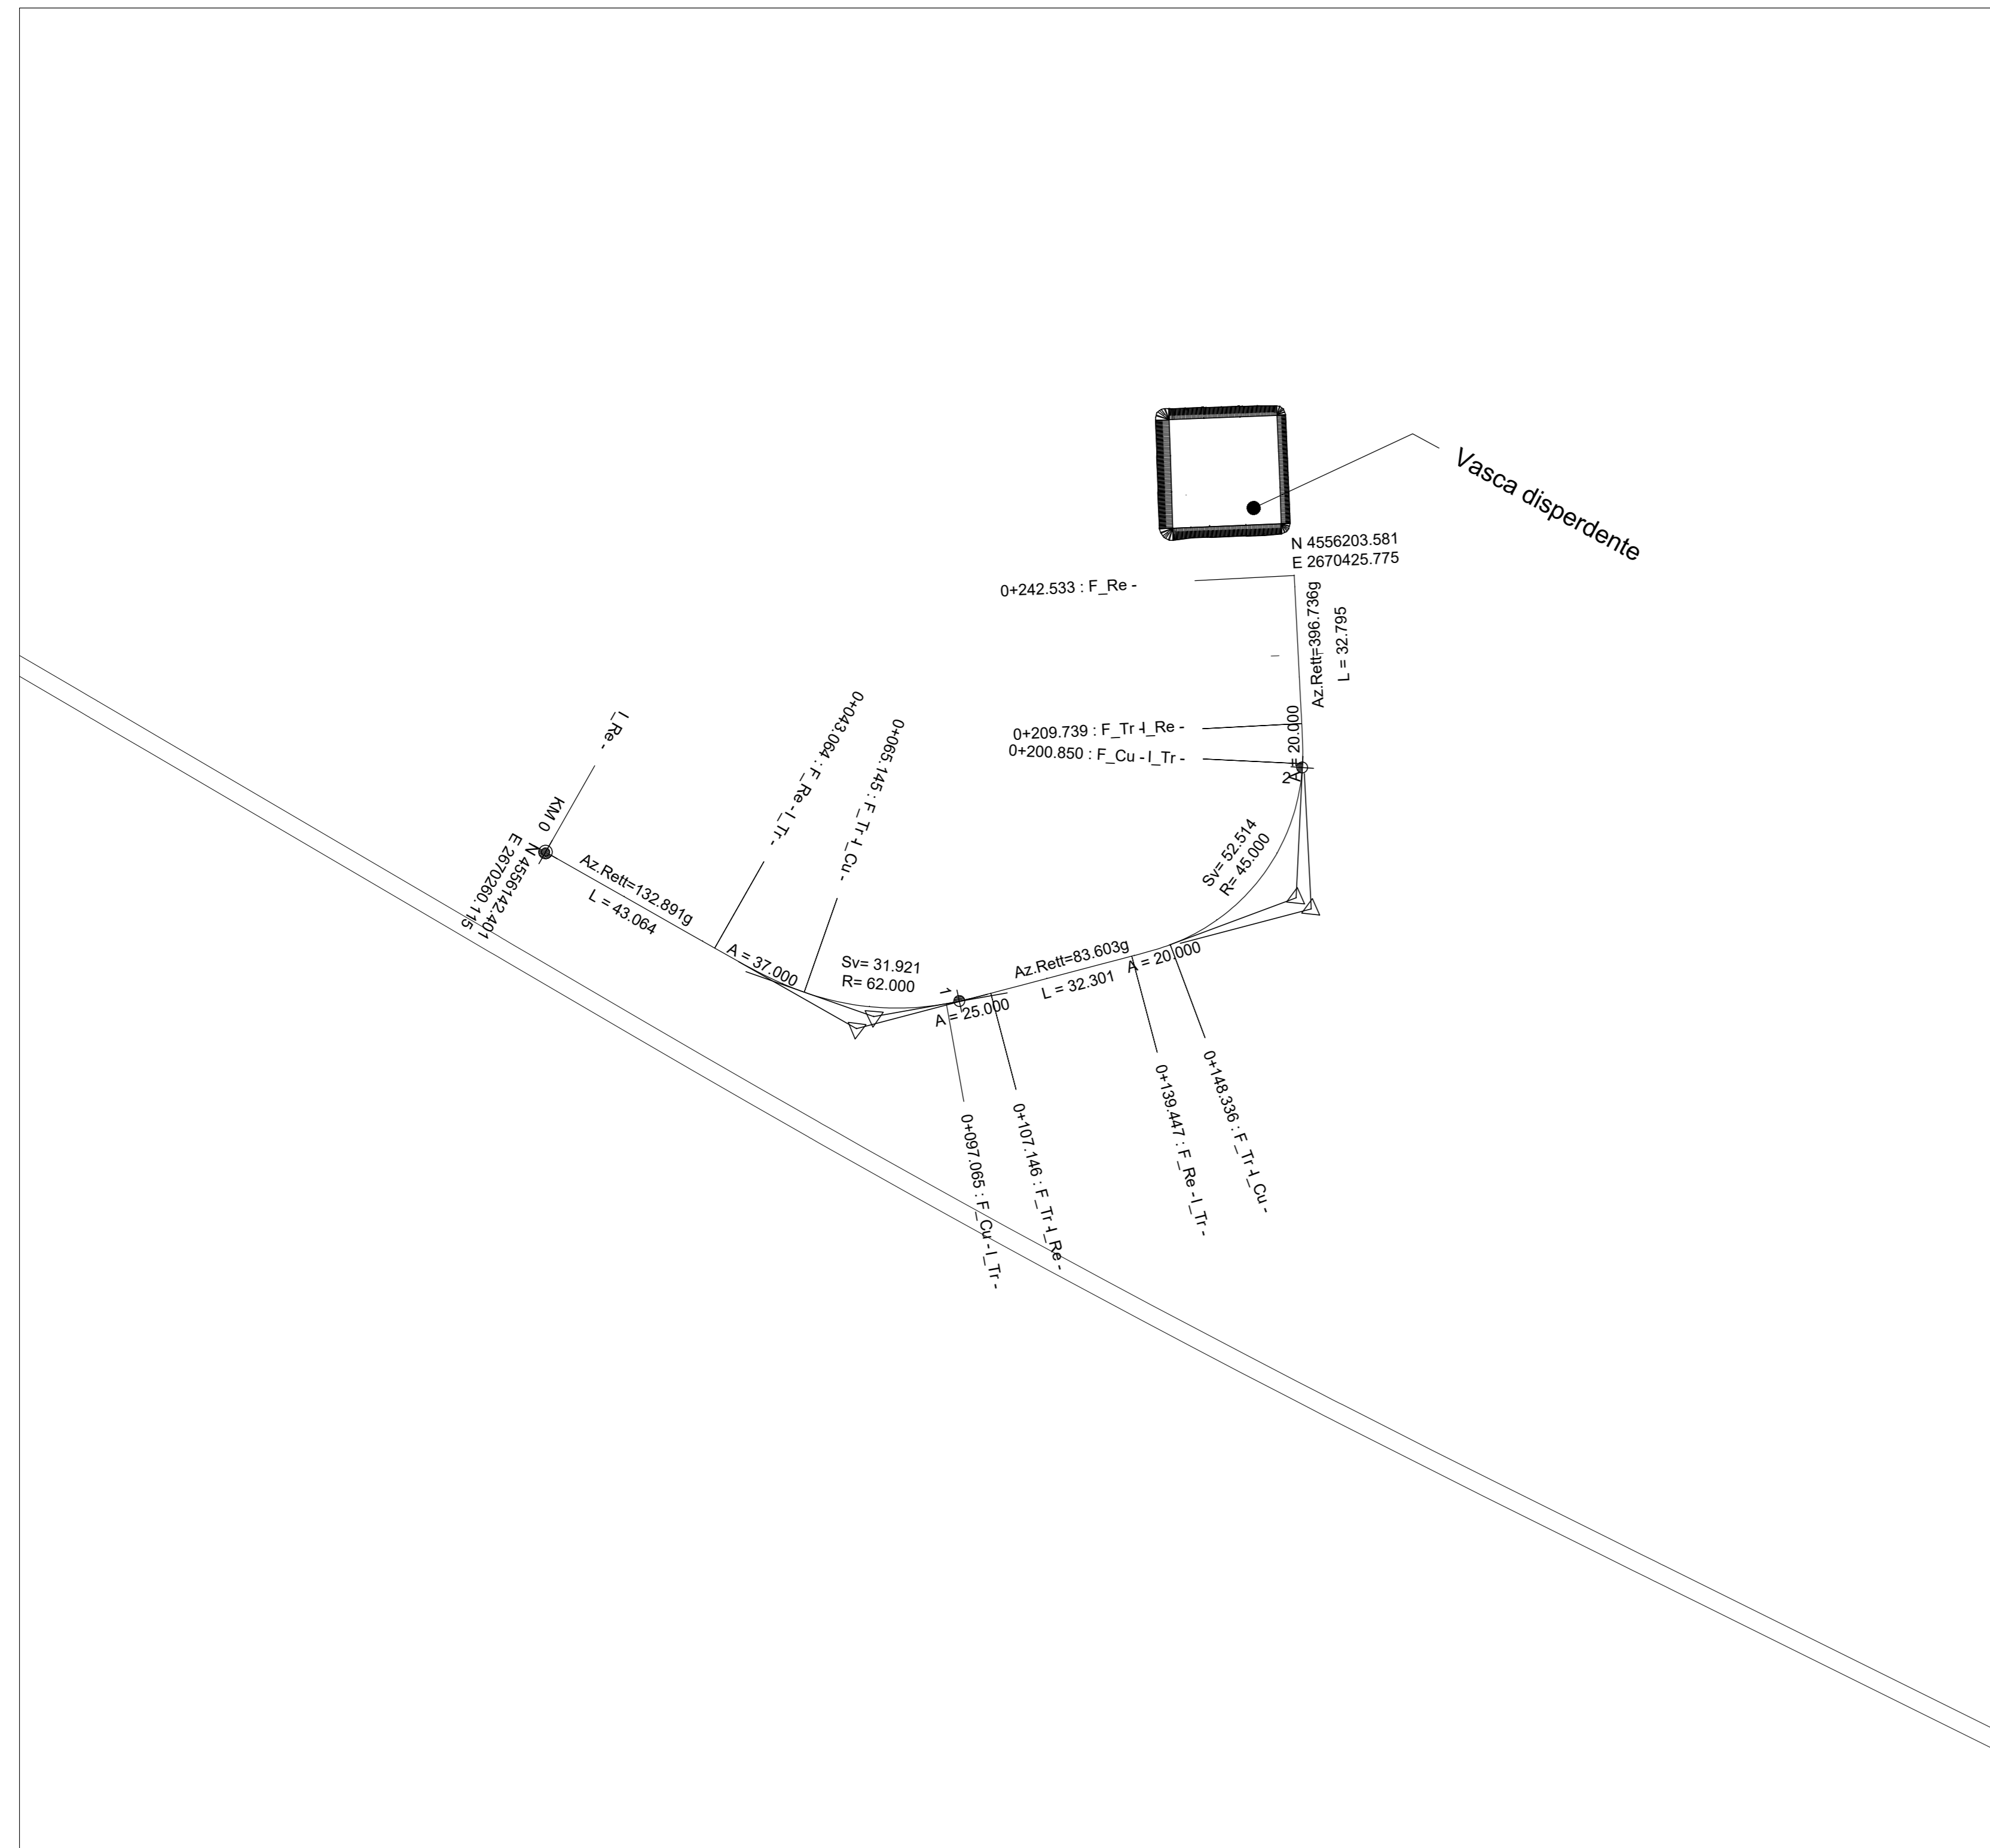 Vasca disperdente
N 4556203.581
E 2670425.775
0+242.533 : F_Re -
Az.Rett=396.736g
L = 32.795
0+209.739 : F_Tr -I_Re -
0+200.850 : F_Cu - I_Tr -
A = 20.000
2
Sv= 52.514
R= 45.000
I_Re -
KM 0
N 4556142.401
E 2670260.115
Az.Rett=132.891g
L = 43.064
0+043.064 : F_Re - I_Tr -
0+065.145 : F_Tr -I_Cu -
A = 37.000
Sv= 31.921
R= 62.000
1
A = 25.000
Az.Rett=83.603g
L = 32.301
A = 20.000
0+097.065 : F_Cu - I_Tr -
0+107.146 : F_Tr -I_Re -
0+139.447 : F_Re - I_Tr -
0+148.336 : F_Tr -I_Cu -